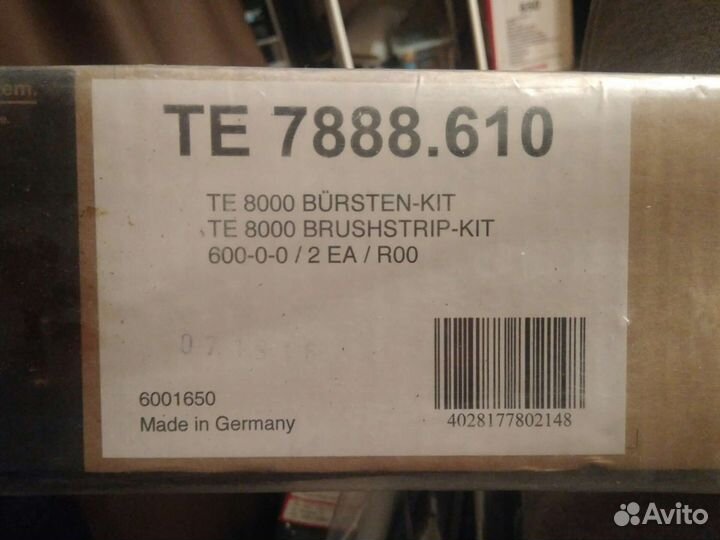 tem.
e.
TE 7888.610
TE 8000 BÜRSTEN-KIT
TE 8000 BRUSHSTRIP-KIT
600-0-0 / 2 EA / R00
6001650
Made in Germany
4028177802148
Avito